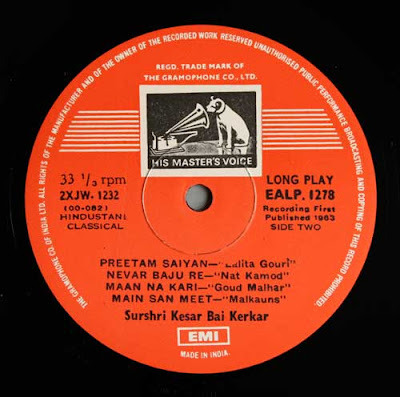 ALL RIGHTS OF THE MANUFACTURER AND OF THE OWNER OF THE RECORDED WORK RESERVED UNAUTHORISED PUBLIC PERFORMANCE BROADCASTING AND COPYING OF THIS RECORD PROHIBITED.
THE GRAMOPHONE CO. OF INDIA LTD.
REGD. TRADE MARK OF
THE GRAMOPHONE CO., LTD.
HIS MASTER'S VOICE
33 1/3 rpm
2XJW-1232
(OO-082)
HINDUSTANI
CLASSICAL
LONG PLAY
EALP. 1278
Recording First
Published 1963
SIDE TWO
PREETAM SAIYAN—"Lalita Gouri"
NEVAR BAJU RE—"Nat Kamod"
MAAN NA KARI—"Goud Malhar"
MAIN SAN MEET—"Malkauns"
Surshri Kesar Bai Kerkar
EMI
MADE IN INDIA.